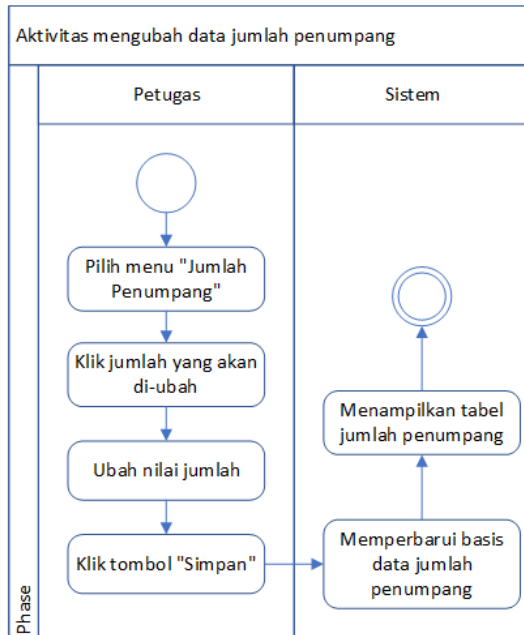 Aktivitas mengubah data jumlah penumpang
Petugas
Sistem
Pilih menu "Jumlah
Penumpang"
Klik jumlah yang akan
di-ubah
Ubah nilai jumlah
Klik tombol "Simpan"
Memperbarui basis
data jumlah
penumpang
Menampilkan tabel
jumlah penumpang
Phase